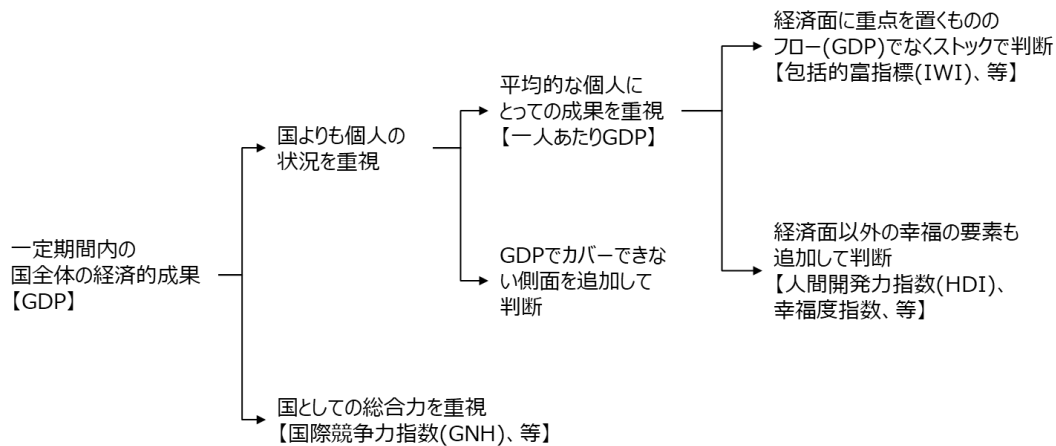 一定期間内の
国全体の経済的成果
【GDP】
国よりも個人の
状況を重視
国としての総合力を重視
【国際競争力指数(GNH)、等】
平均的な個人に
とっての成果を重視
【一人あたりGDP】
GDPでカバーできな
い側面を追加して
判断
経済面に重点を置くものの
フロー(GDP)でなくストックで判断
【包括的富指標(IWI)、等】
経済面以外の幸福の要素も
追加して判断
【人間開発力指数(HDI)、
幸福度指数、等】